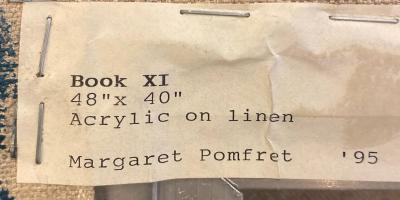 Book XI
48"x 40"
Acrylic on linen
Margaret Pomfret '95